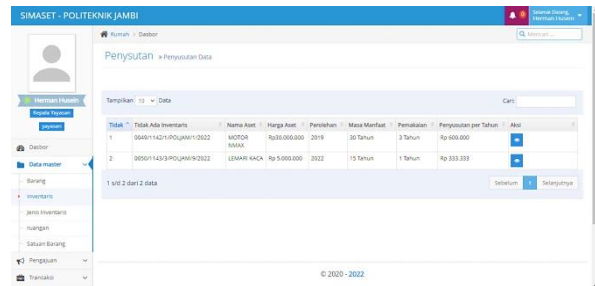 SIMASET - POLITEKNIK JAMBI
Selamat Datang,
Herman Husein
Rumah > Dasbor
Mencari ...
Penysutan » Penyusutan Data
Herman Husein
Kepala Yayasan
yayasan
Tampilkan 10 Data
Cari:
Tidak Tidak Ada Inventaris Nama Aset Harga Aset Perolehan Masa Manfaat Pemakaian Penyusutan per Tahun Aksi
1 0049/1142/1/POLJAM/1/2022 MOTOR NMAX Rp30.000.000 2019 30 Tahun 3 Tahun Rp 600.000
2 0050/1143/3/POLJAM/9/2022 LEMARI KACA Rp 5.000.000 2022 15 Tahun 1 Tahun Rp 333.333
1 s/d 2 dari 2 data
Sebelum 1 Selanjutnya
Dasbor
Data master
Barang
Inventaris
Jenis Inventaris
ruangan
Satuan Barang
Pengajuan
Transaksi
© 2020 - 2022